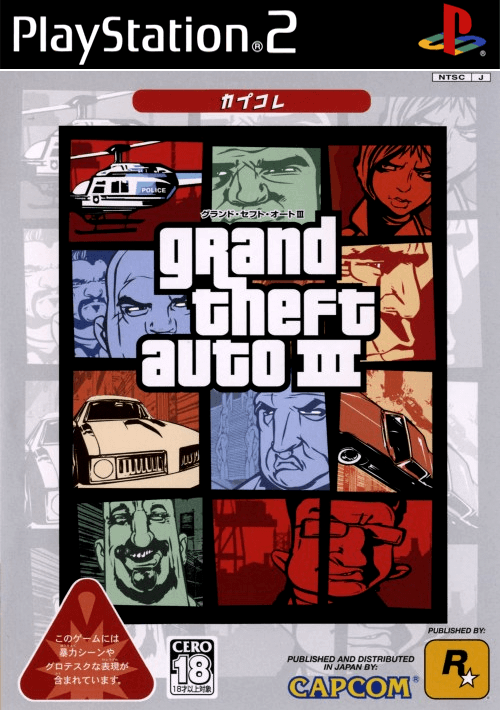 PlayStation®2
NTSC J
カプコレ
POLICE
グランド・セフト・オートIII
grand
theft
auto III
このゲームには
暴力シーンや
グロテスクな表現が
含まれています。
CERO
18
18才以上対象
PUBLISHED AND DISTRIBUTED
IN JAPAN BY:
CAPCOM®
PUBLISHED BY:
R